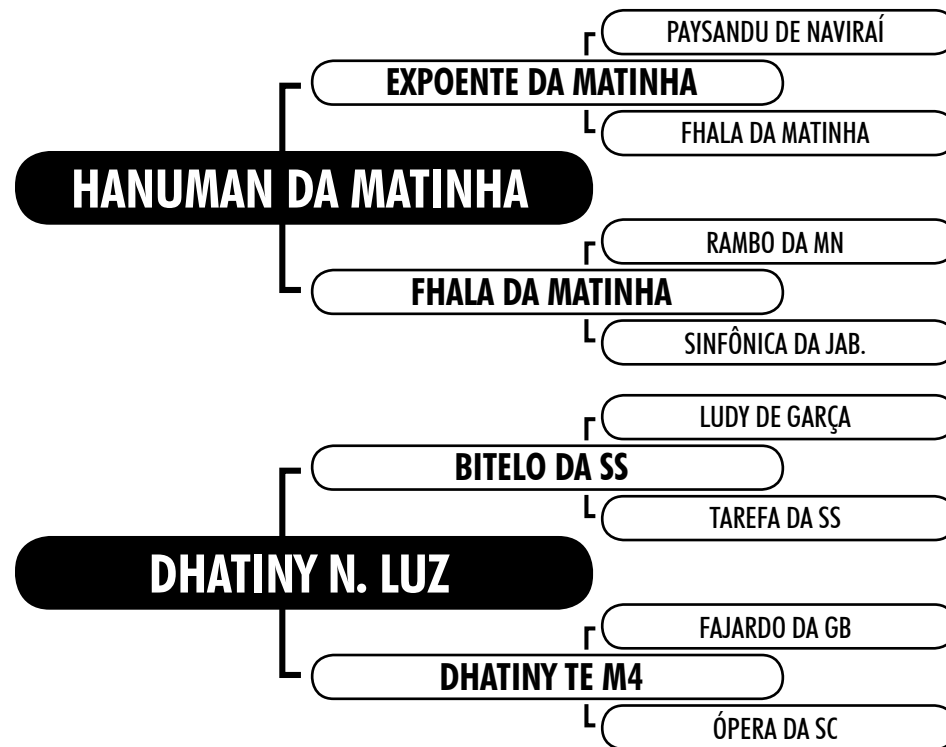 PAYSANDU DE NAVIRAÍ
EXPOENTE DA MATINHA
FHALA DA MATINHA
HANUMAN DA MATINHA
RAMBO DA MN
FHALA DA MATINHA
SINFÔNICA DA JAB.
LUDY DE GARÇA
BITELO DA SS
TAREFA DA SS
DHATINY N. LUZ
FAJARDO DA GB
DHATINY TE M4
ÓPERA DA SC